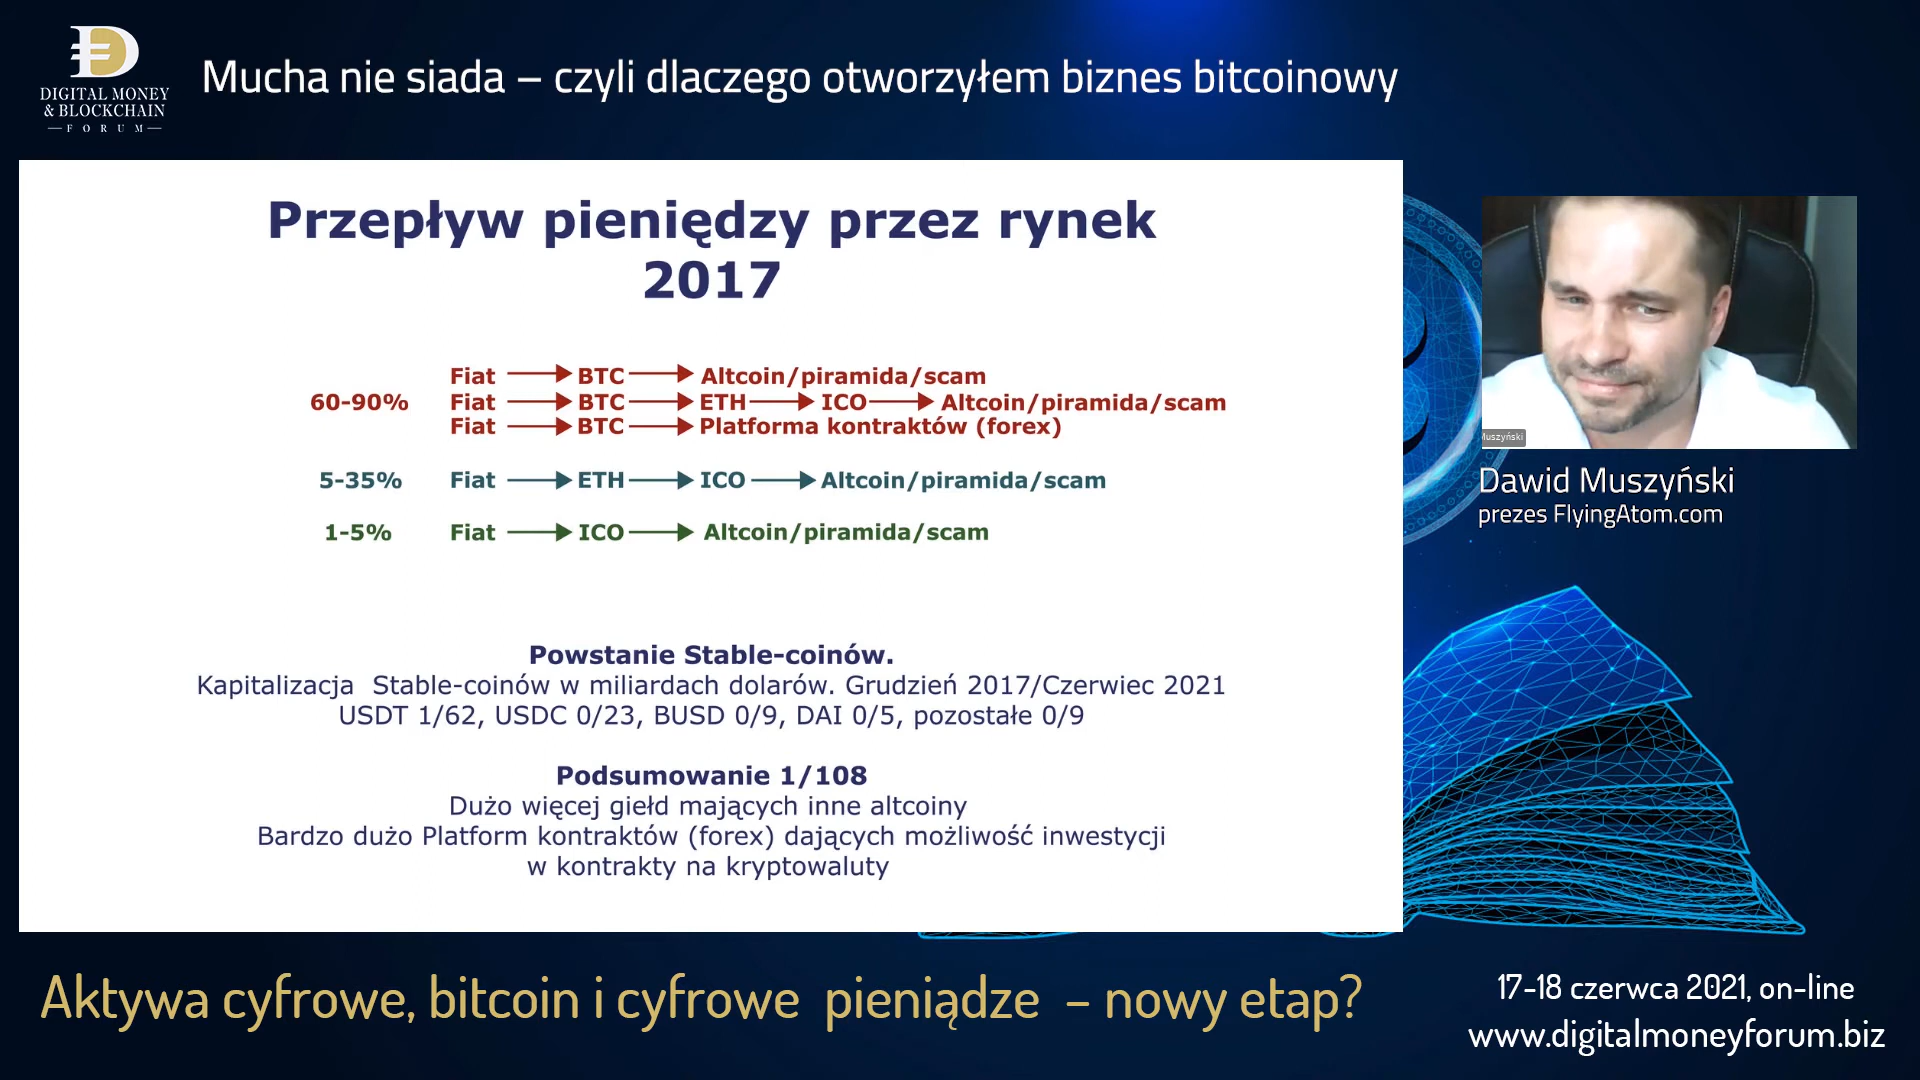 DIGITAL MONEY
& BLOCKCHAIN
— F O R U M —
Mucha nie siada – czyli dlaczego otworzyłem biznes bitcoinowy
Przepływ pieniędzy przez rynek
2017
Fiat BTC Altcoin/piramida/scam
60-90% Fiat BTC ETH ICO Altcoin/piramida/scam
Fiat BTC Platforma kontraktów (forex)
5-35% Fiat ETH ICO Altcoin/piramida/scam
1-5% Fiat ICO Altcoin/piramida/scam
Powstanie Stable-coinów.
Kapitalizacja Stable-coinów w miliardach dolarów. Grudzień 2017/Czerwiec 2021
USDT 1/62, USDC 0/23, BUSD 0/9, DAI 0/5, pozostałe 0/9
Podsumowanie 1/108
Dużo więcej giełd mających inne altcoiny
Bardzo dużo Platform kontraktów (forex) dających możliwość inwestycji
w kontrakty na kryptowaluty
Muszyński
Dawid Muszyński
prezes FlyingAtom.com
Aktywa cyfrowe, bitcoin i cyfrowe pieniądze – nowy etap?
17-18 czerwca 2021, on-line
www.digitalmoneyforum.biz